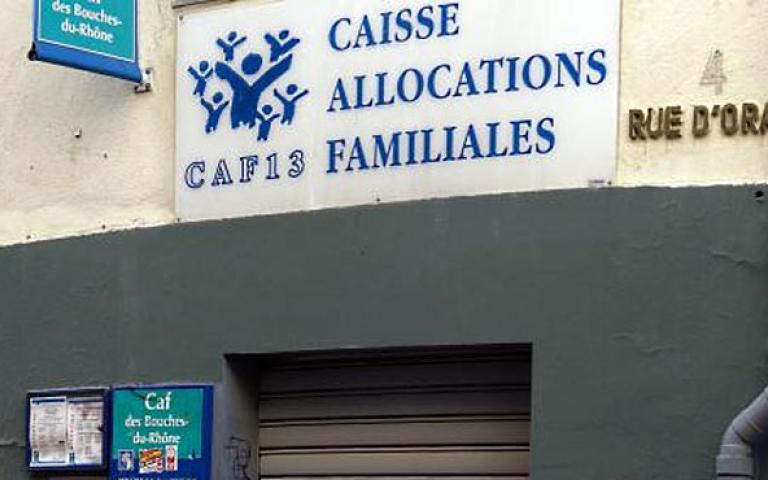 des Bouches-
du-Rhône
CAISSE
ALLOCATIONS
FAMILIALES
CAF13
4
RUE D'ORA
Caf
des Bouches-
du-Rhône